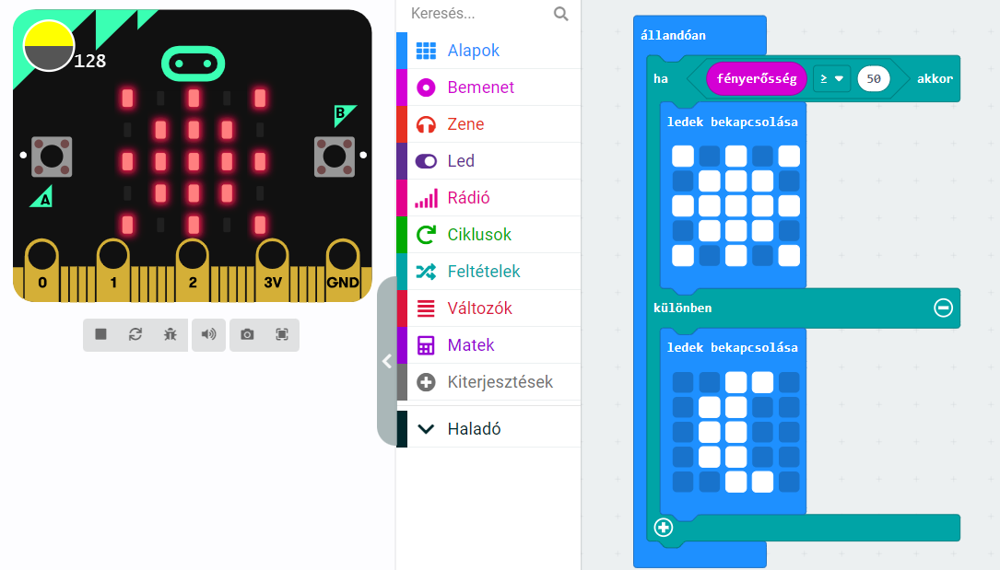 128
B
A
0 1 2 3V GND
Keresés...
Alapok
Bemenet
Zene
Led
Rádió
Ciklusok
Feltételek
Változók
Matek
Kiterjesztések
Haladó
állandóan
ha fényerősség ≥ 50 akkor
ledek bekapcsolása
különben
ledek bekapcsolása